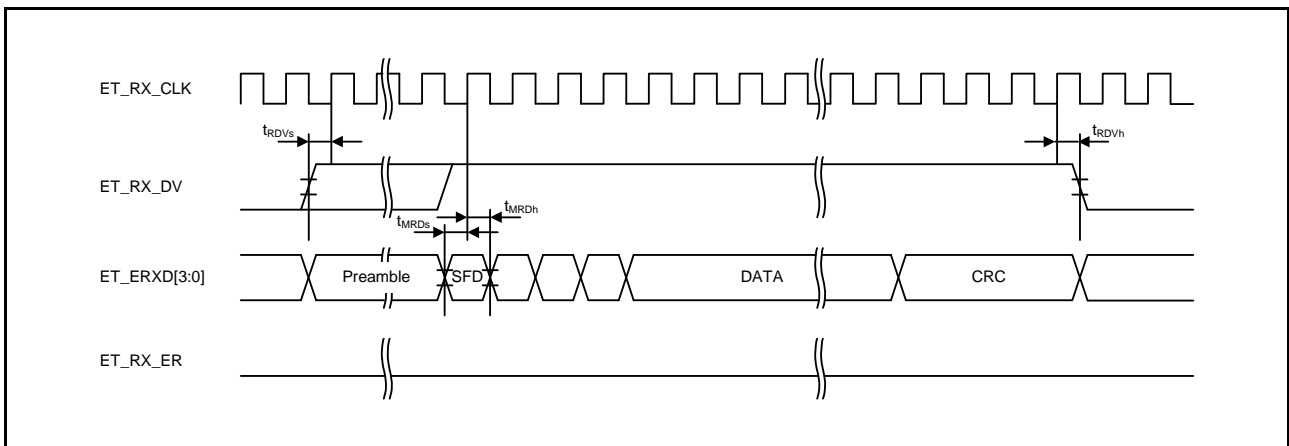 ET_RX_CLK
tRDVs
tRDVh
ET_RX_DV
tMRDs
tMRDh
ET_ERXD[3:0]
Preamble
SFD
DATA
CRC
ET_RX_ER